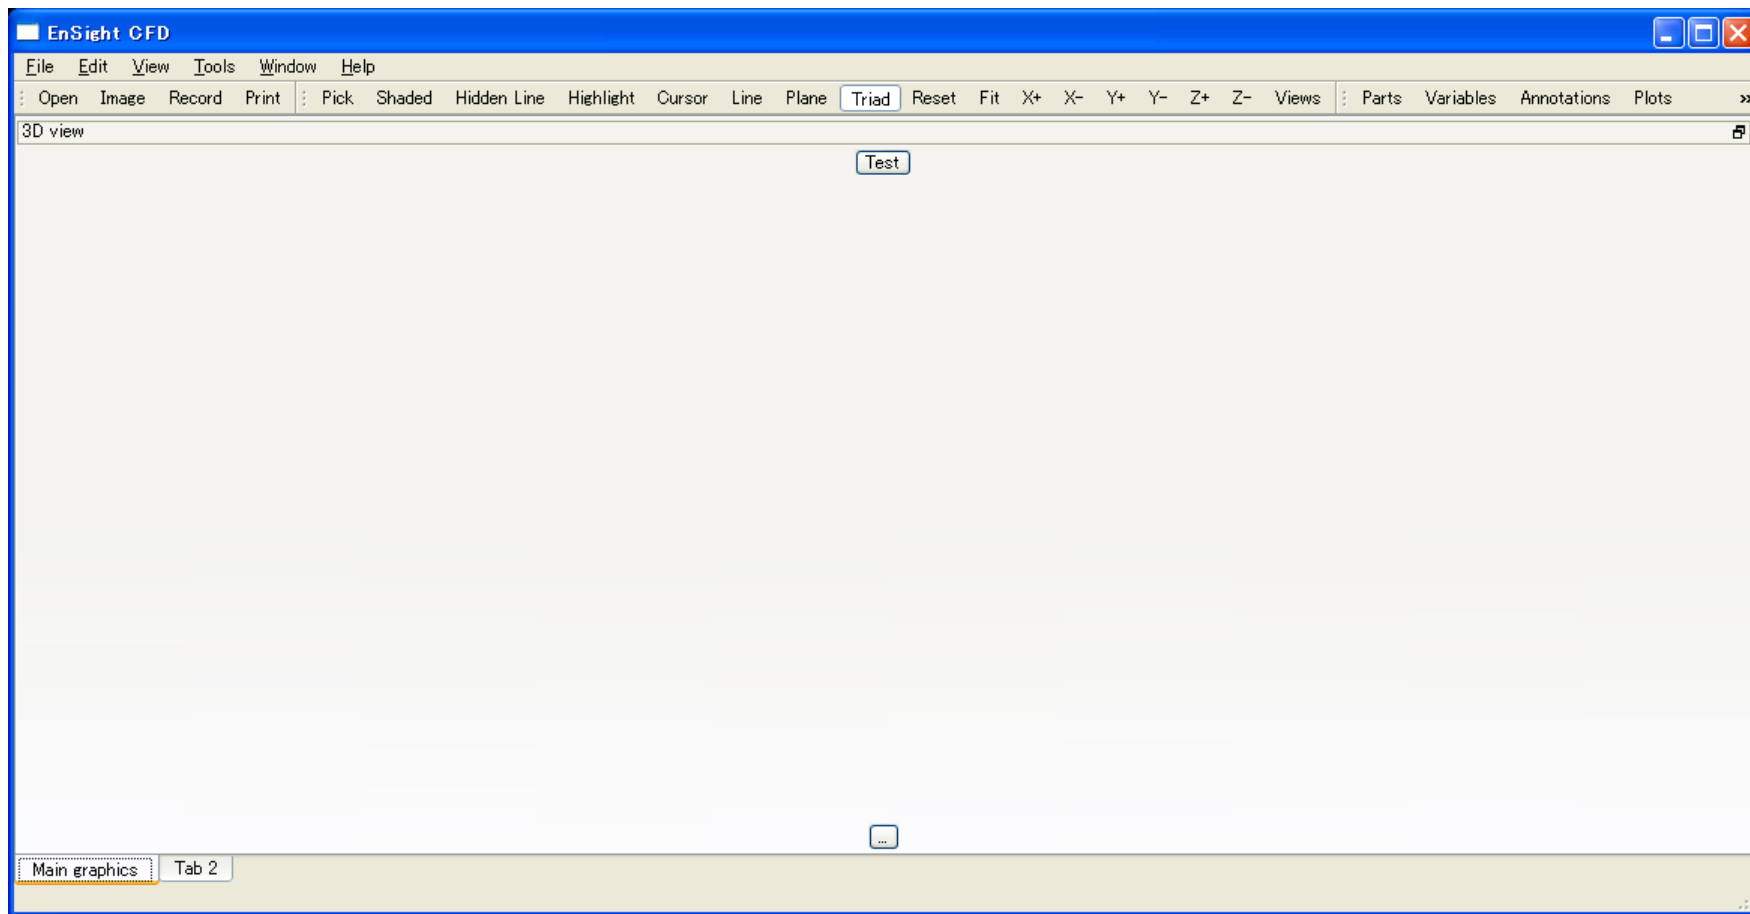 EnSight CFD
File Edit View Tools Window Help
Open Image Record Print Pick Shaded Hidden Line Highlight Cursor Line Plane Triad Reset Fit X+ X- Y+ Y- Z+ Z- Views Parts Variables Annotations Plots »
3D view
Test
...
Main graphics Tab 2